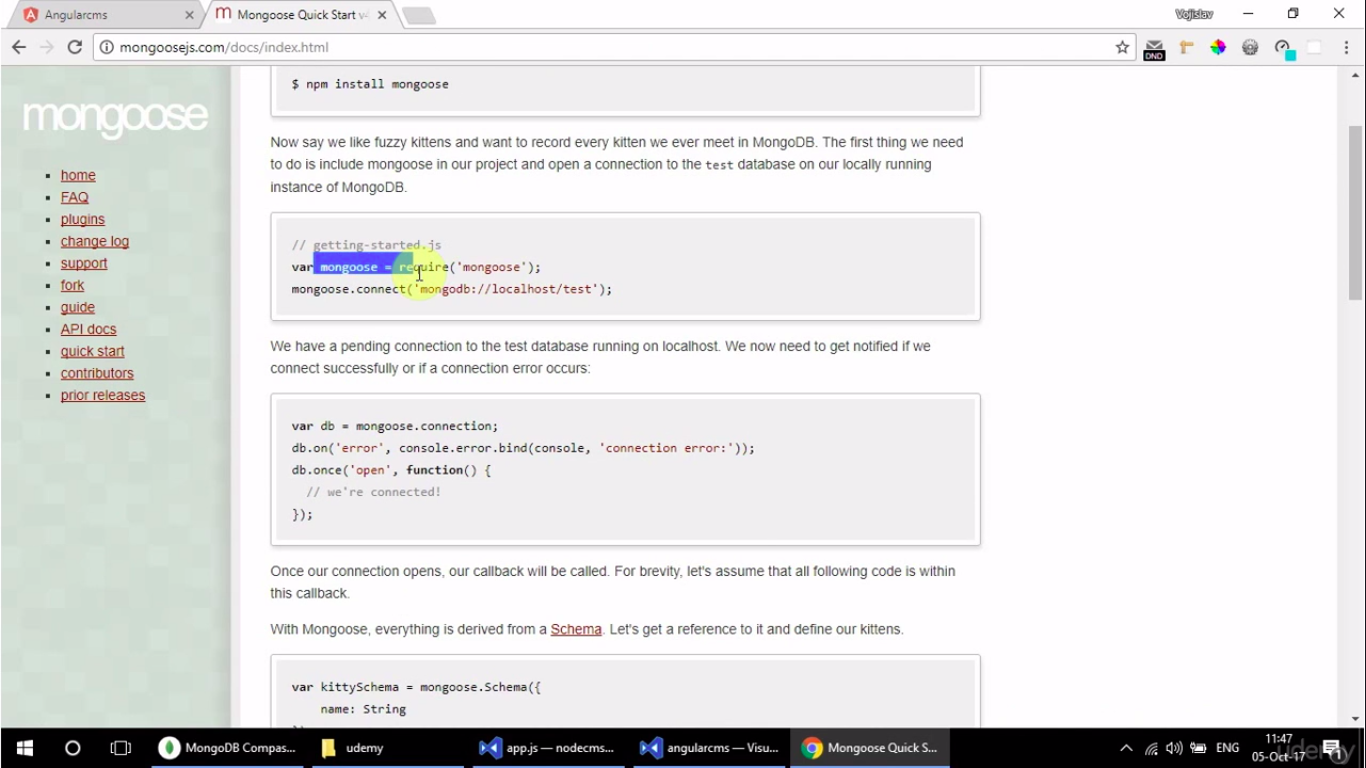 Angularcms
Mongoose Quick Start v4
Vojislav
mongoosejs.com/docs/index.html
DND
mongoose
home
FAQ
plugins
change log
support
fork
guide
API docs
quick start
contributors
prior releases
$ npm install mongoose
Now say we like fuzzy kittens and want to record every kitten we ever meet in MongoDB. The first thing we need
to do is include mongoose in our project and open a connection to the test database on our locally running
instance of MongoDB.
// getting-started.js
var mongoose = require('mongoose');
mongoose.connect('mongodb://localhost/test');
We have a pending connection to the test database running on localhost. We now need to get notified if we
connect successfully or if a connection error occurs:
var db = mongoose.connection;
db.on('error', console.error.bind(console, 'connection error:'));
db.once('open', function() {
// we're connected!
});
Once our connection opens, our callback will be called. For brevity, let's assume that all following code is within
this callback.
With Mongoose, everything is derived from a Schema. Let's get a reference to it and define our kittens.
var kittySchema = mongoose.Schema({
name: String
MongoDB Compas...
udemy
app.js — nodecms...
angularcms — Visu...
Mongoose Quick S...
ENG
11:47
05-Oct-17
udemy
1